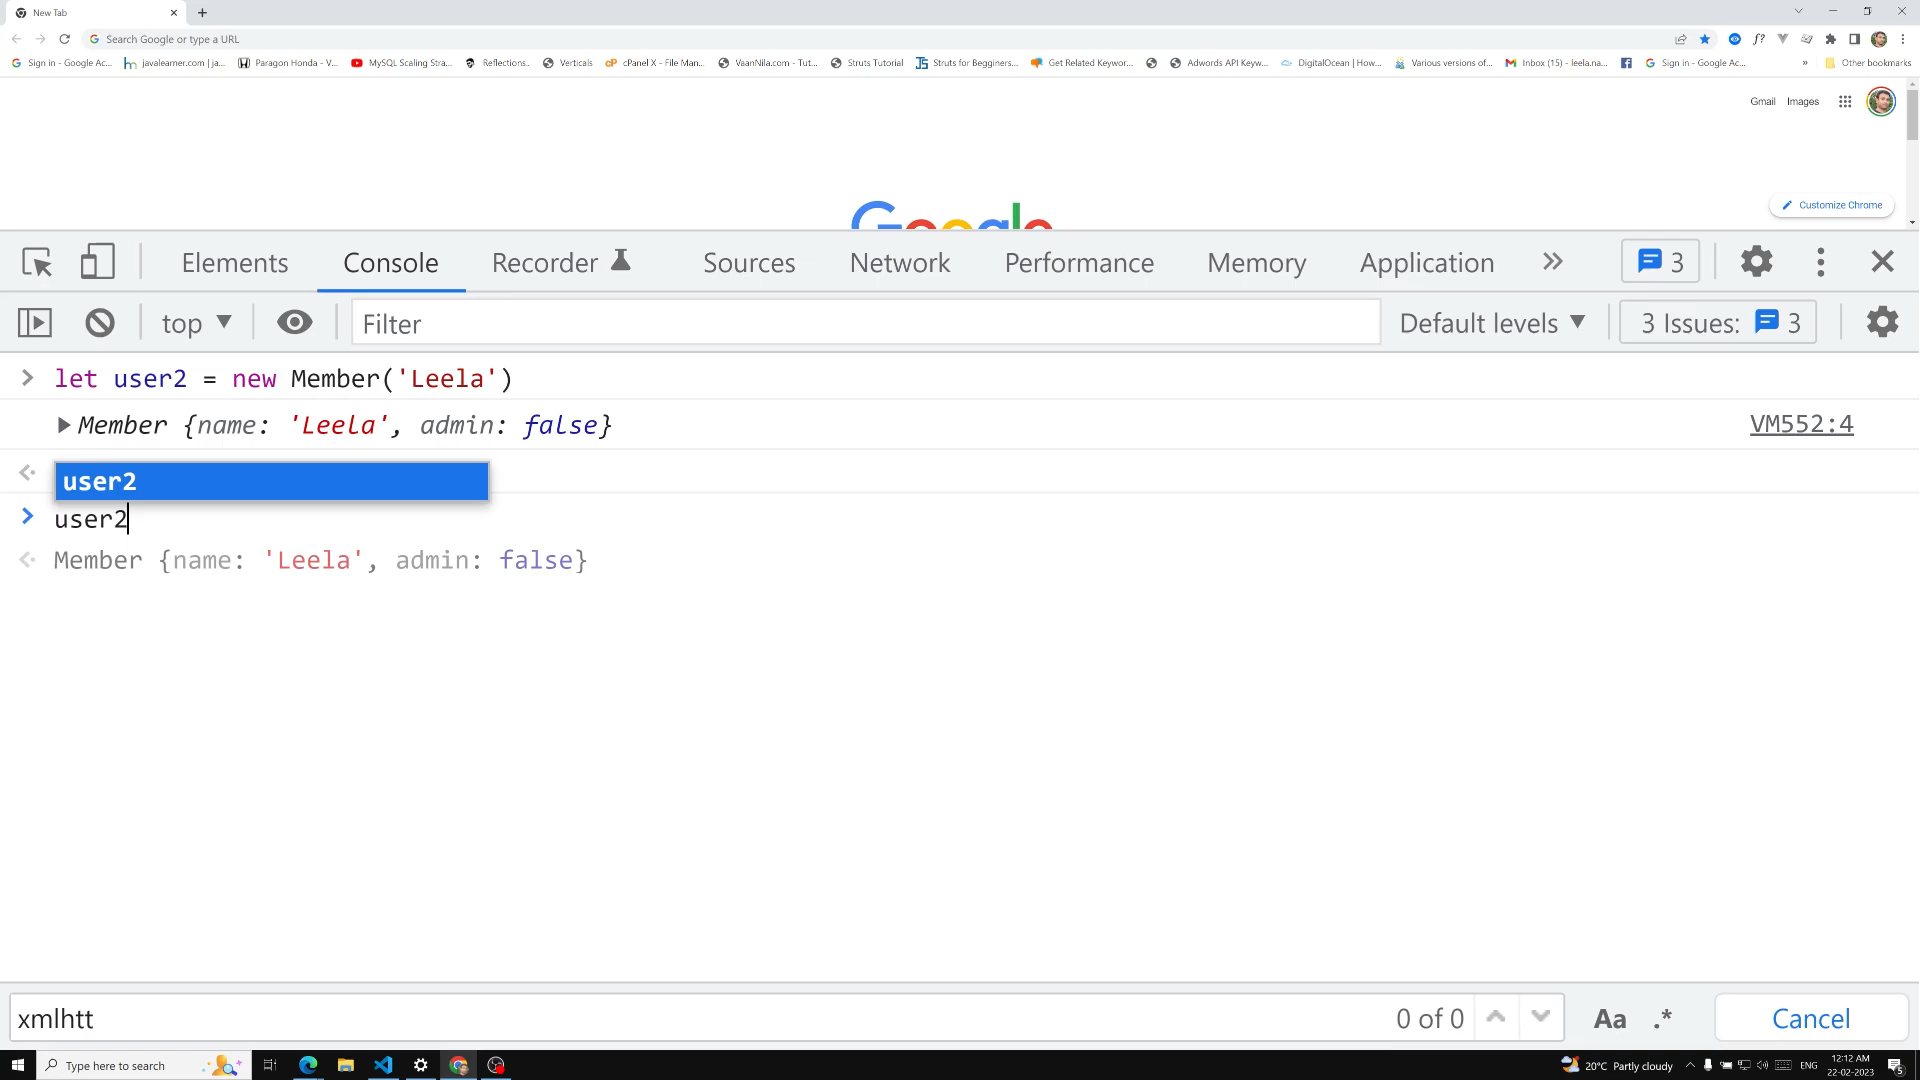 New Tab
Search Google or type a URL
Sign in - Google Ac... javalearner.com | ja... Paragon Honda - V... MySQL Scaling Stra... Reflections.. Verticals cPanel X - File Man... VaanNila.com - Tut... Struts Tutorial Struts for Begginers... Get Related Keywor... Adwords API Keyw... DigitalOcean | How... Various versions of... Inbox (15) - leela.na... Sign in - Google Ac... » Other bookmarks
Gmail Images
Customize Chrome
Google
Elements Console Recorder Sources Network Performance Memory Application » 3
top Filter Default levels 3 Issues: 3
> let user2 = new Member('Leela')
Member {name: 'Leela', admin: false} VM552:4
user2
> user2
Member {name: 'Leela', admin: false}
xmlhtt 0 of 0 Aa .* Cancel
Type here to search 20°C Partly cloudy ENG 12:12 AM
22-02-2023 5